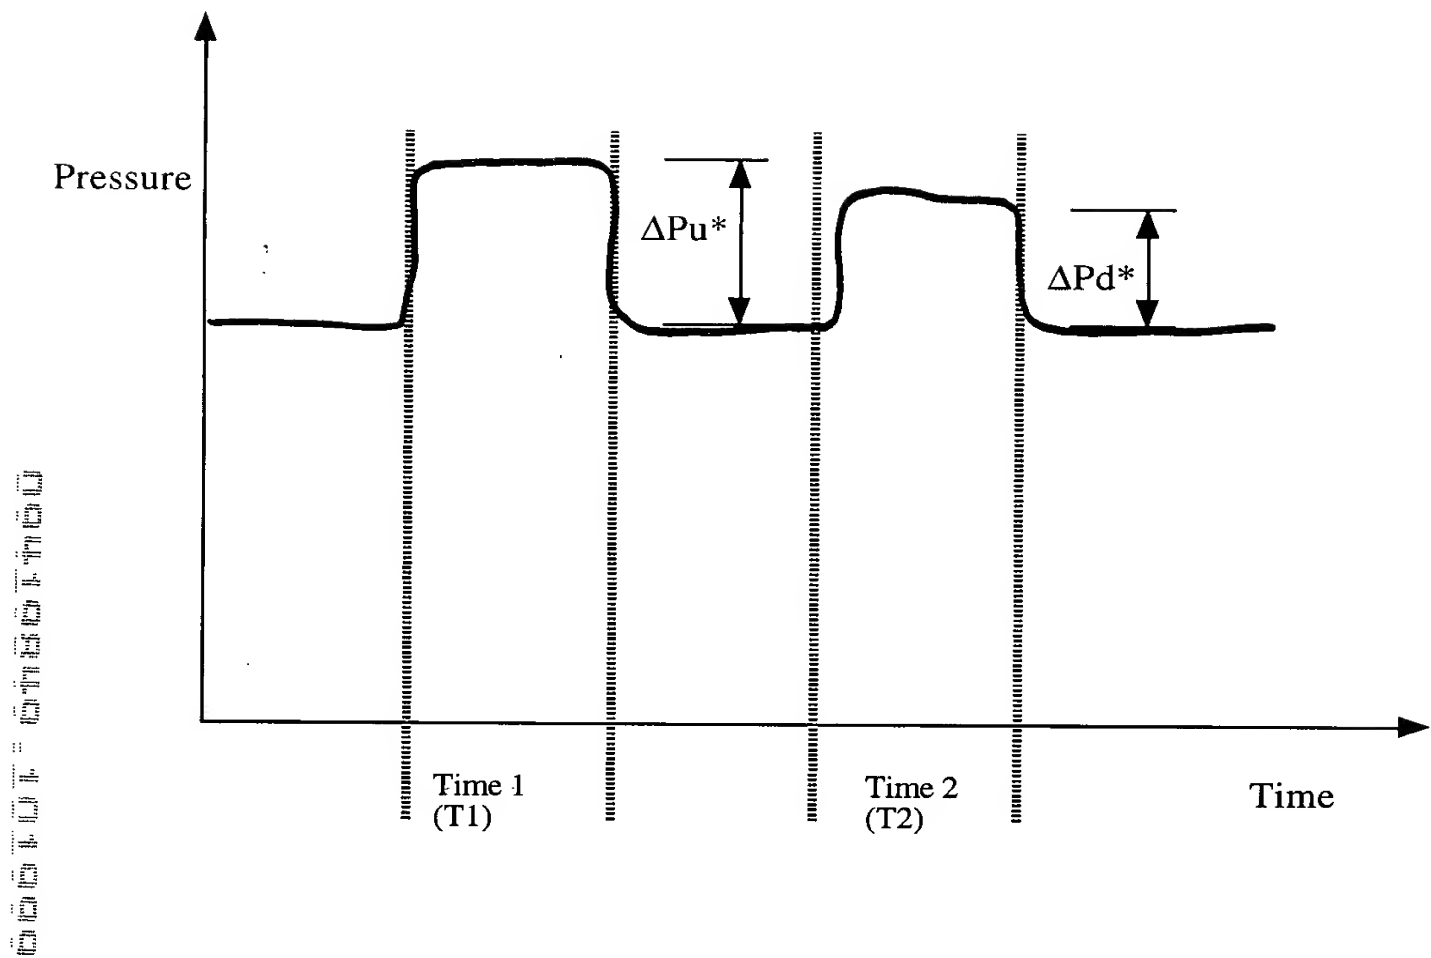 Pressure
ΔPu*
ΔPd*
Time 1
(T1)
Time 2
(T2)
Time